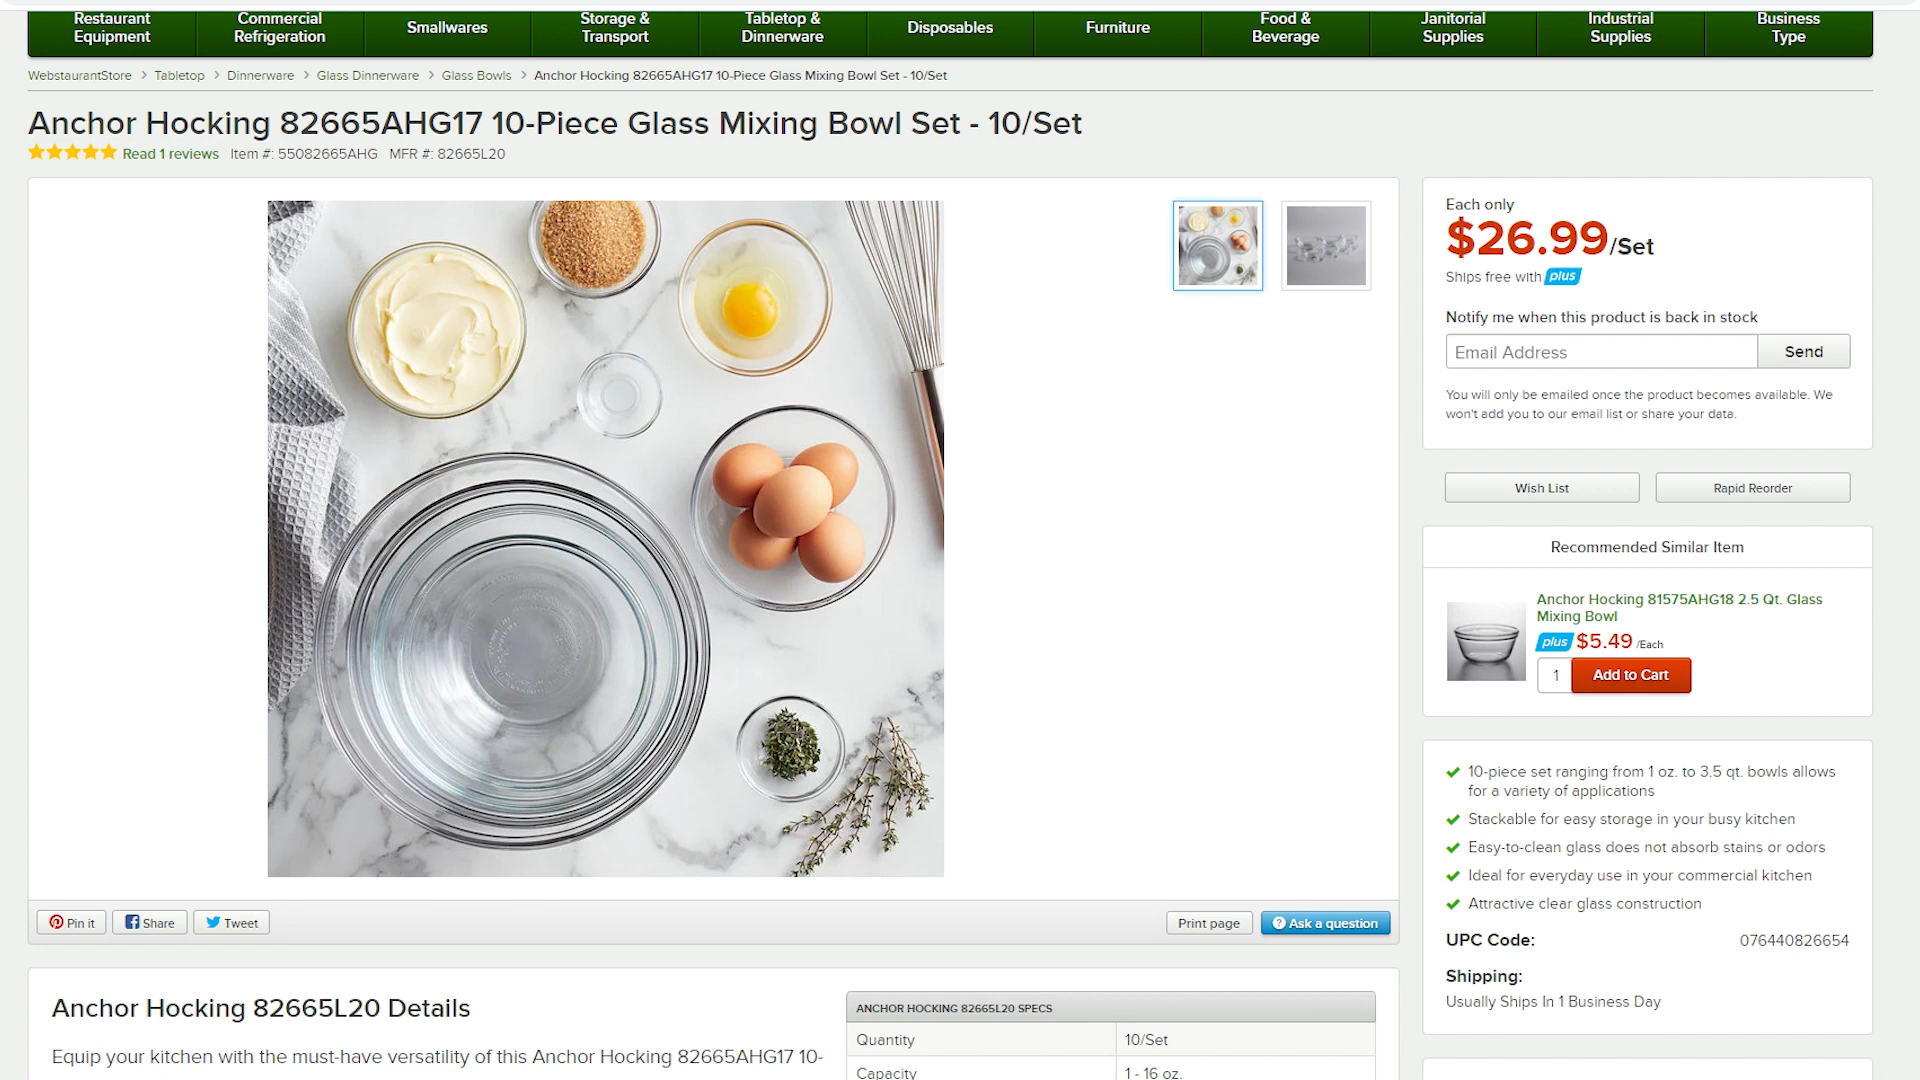 Restaurant
Equipment
Commercial
Refrigeration
Smallwares
Storage &
Transport
Tabletop &
Dinnerware
Disposables
Furniture
Food &
Beverage
Janitorial
Supplies
Industrial
Supplies
Business
Type
WebstaurantStore > Tabletop > Dinnerware > Glass Dinnerware > Glass Bowls > Anchor Hocking 82665AHG17 10-Piece Glass Mixing Bowl Set - 10/Set
Anchor Hocking 82665AHG17 10-Piece Glass Mixing Bowl Set - 10/Set
Read 1 reviews Item #: 55082665AHG MFR #: 82665L20
Each only
$26.99/Set
Ships free with plus
Notify me when this product is back in stock
Email Address Send
You will only be emailed once the product becomes available. We
won't add you to our email list or share your data.
Wish List Rapid Reorder
Recommended Similar Item
Anchor Hocking 81575AHG18 2.5 Qt. Glass
Mixing Bowl
plus $5.49 /Each
1 Add to Cart
10-piece set ranging from 1 oz. to 3.5 qt. bowls allows
for a variety of applications
Stackable for easy storage in your busy kitchen
Easy-to-clean glass does not absorb stains or odors
Ideal for everyday use in your commercial kitchen
Attractive clear glass construction
UPC Code: 076440826654
Shipping:
Usually Ships In 1 Business Day
Pin it Share Tweet Print page Ask a question
Anchor Hocking 82665L20 Details
Equip your kitchen with the must-have versatility of this Anchor Hocking 82665AHG17 10-
ANCHOR HOCKING 82665L20 SPECS
Quantity 10/Set
Capacity 1 - 16 oz.